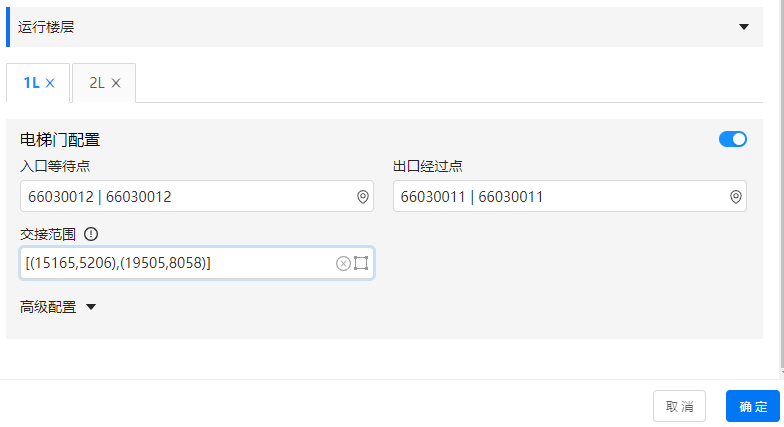 运行楼层
1L 2L
电梯门配置
入口等待点 出口经过点
66030012 | 66030012 66030011 | 66030011
交接范围
[(15165,5206),(19505,8058)]
高级配置
取消 确定